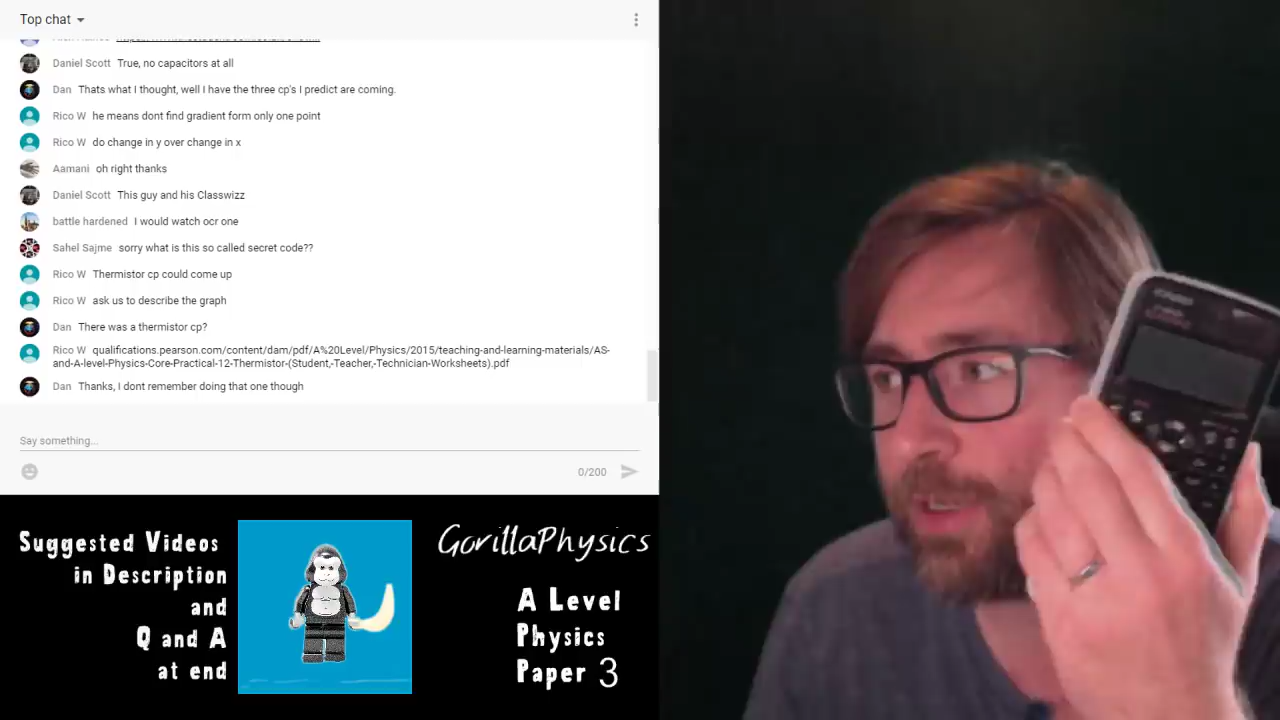 Top chat
Daniel Scott True, no capacitors at all
Dan Thats what I thought, well I have the three cp's I predict are coming.
Rico W he means dont find gradient form only one point
Rico W do change in y over change in x
Aamani oh right thanks
Daniel Scott This guy and his Classwizz
battle hardened I would watch ocr one
Sahel Sajme sorry what is this so called secret code??
Rico W Thermistor cp could come up
Rico W ask us to describe the graph
Dan There was a thermistor cp?
Rico W qualifications.pearson.com/content/dam/pdf/A%20Level/Physics/2015/teaching-and-learning-materials/AS-
and-A-level-Physics-Core-Practical-12-Thermistor-(Student,-Teacher,-Technician-Worksheets).pdf
Dan Thanks, I dont remember doing that one though
Say something...
0/200
Suggested Videos
in Description
and
Q and A
at end
GorillaPhysics
A Level
Physics
Paper 3